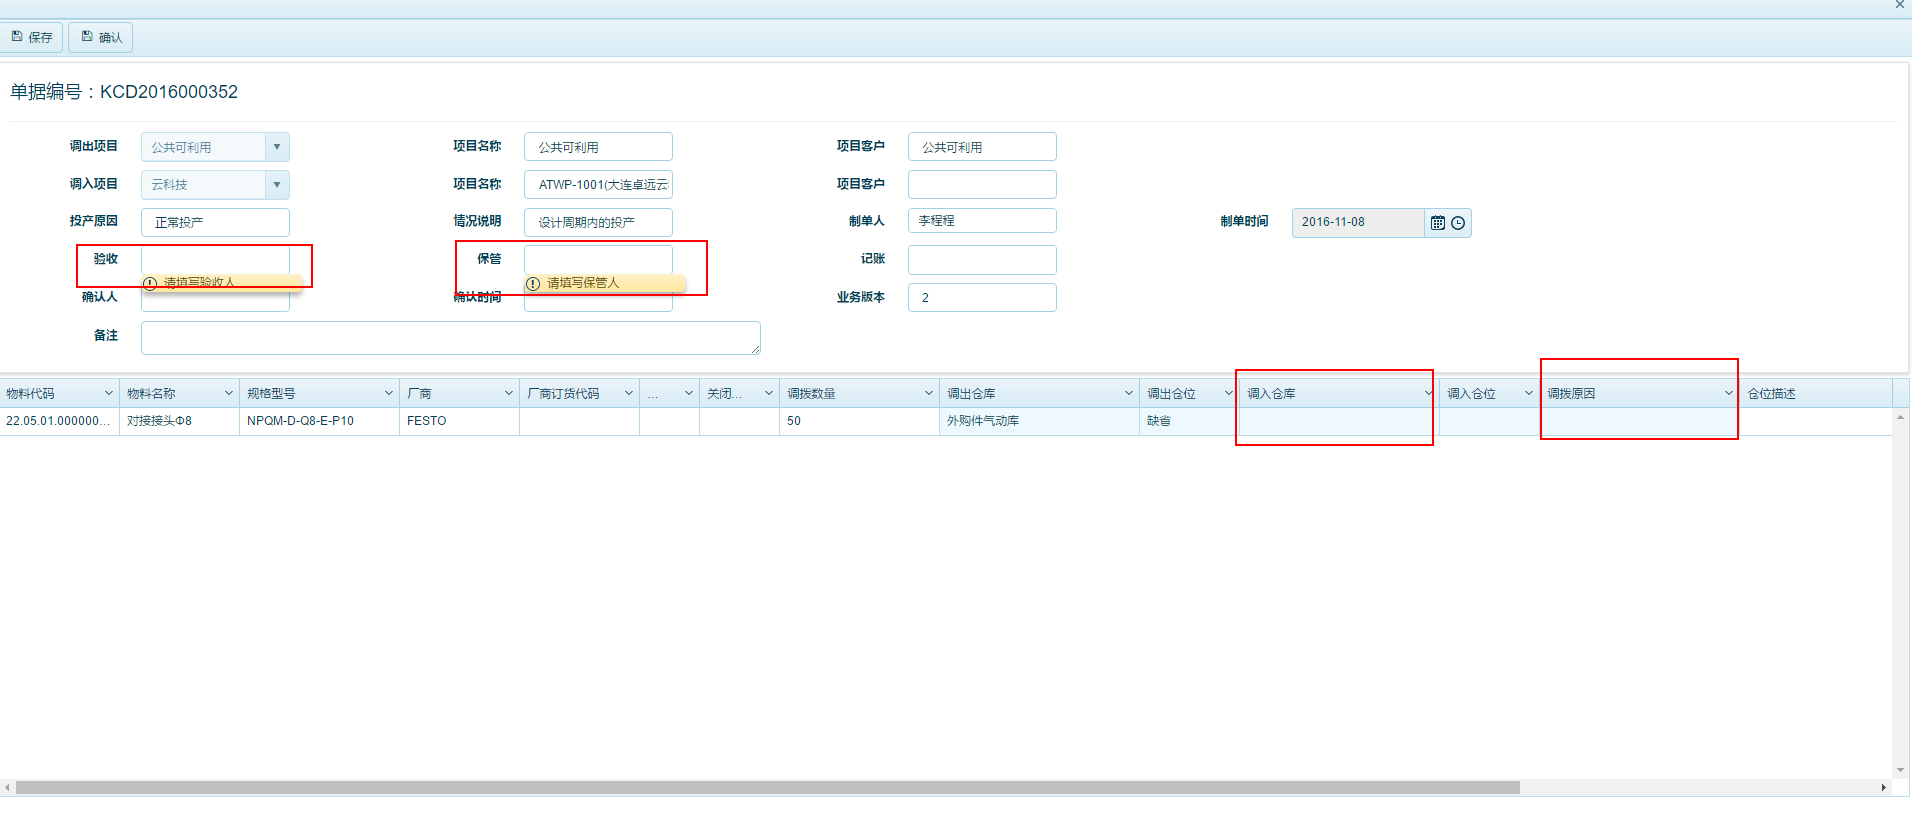 保存 确认
单据编号：KCD2016000352
调出项目 公共可利用 项目名称 公共可利用 项目客户 公共可利用
调入项目 云科技 项目名称 ATWP-1001(大连卓远云 项目客户
投产原因 正常投产 情况说明 设计周期内的投产 制单人 李程程 制单时间 2016-11-08
验收 保管 记账
请填写验收人 请填写保管人
确认人 确认时间 业务版本 2
备注
物料代码 物料名称 规格型号 厂商 厂商订货代码 ... 关闭... 调拨数量 调出仓库 调出仓位 调入仓库 调入仓位 调拨原因 仓位描述
22.05.01.000000... 对接接头Φ8 NPQM-D-Q8-E-P10 FESTO 50 外购件气动库 缺省